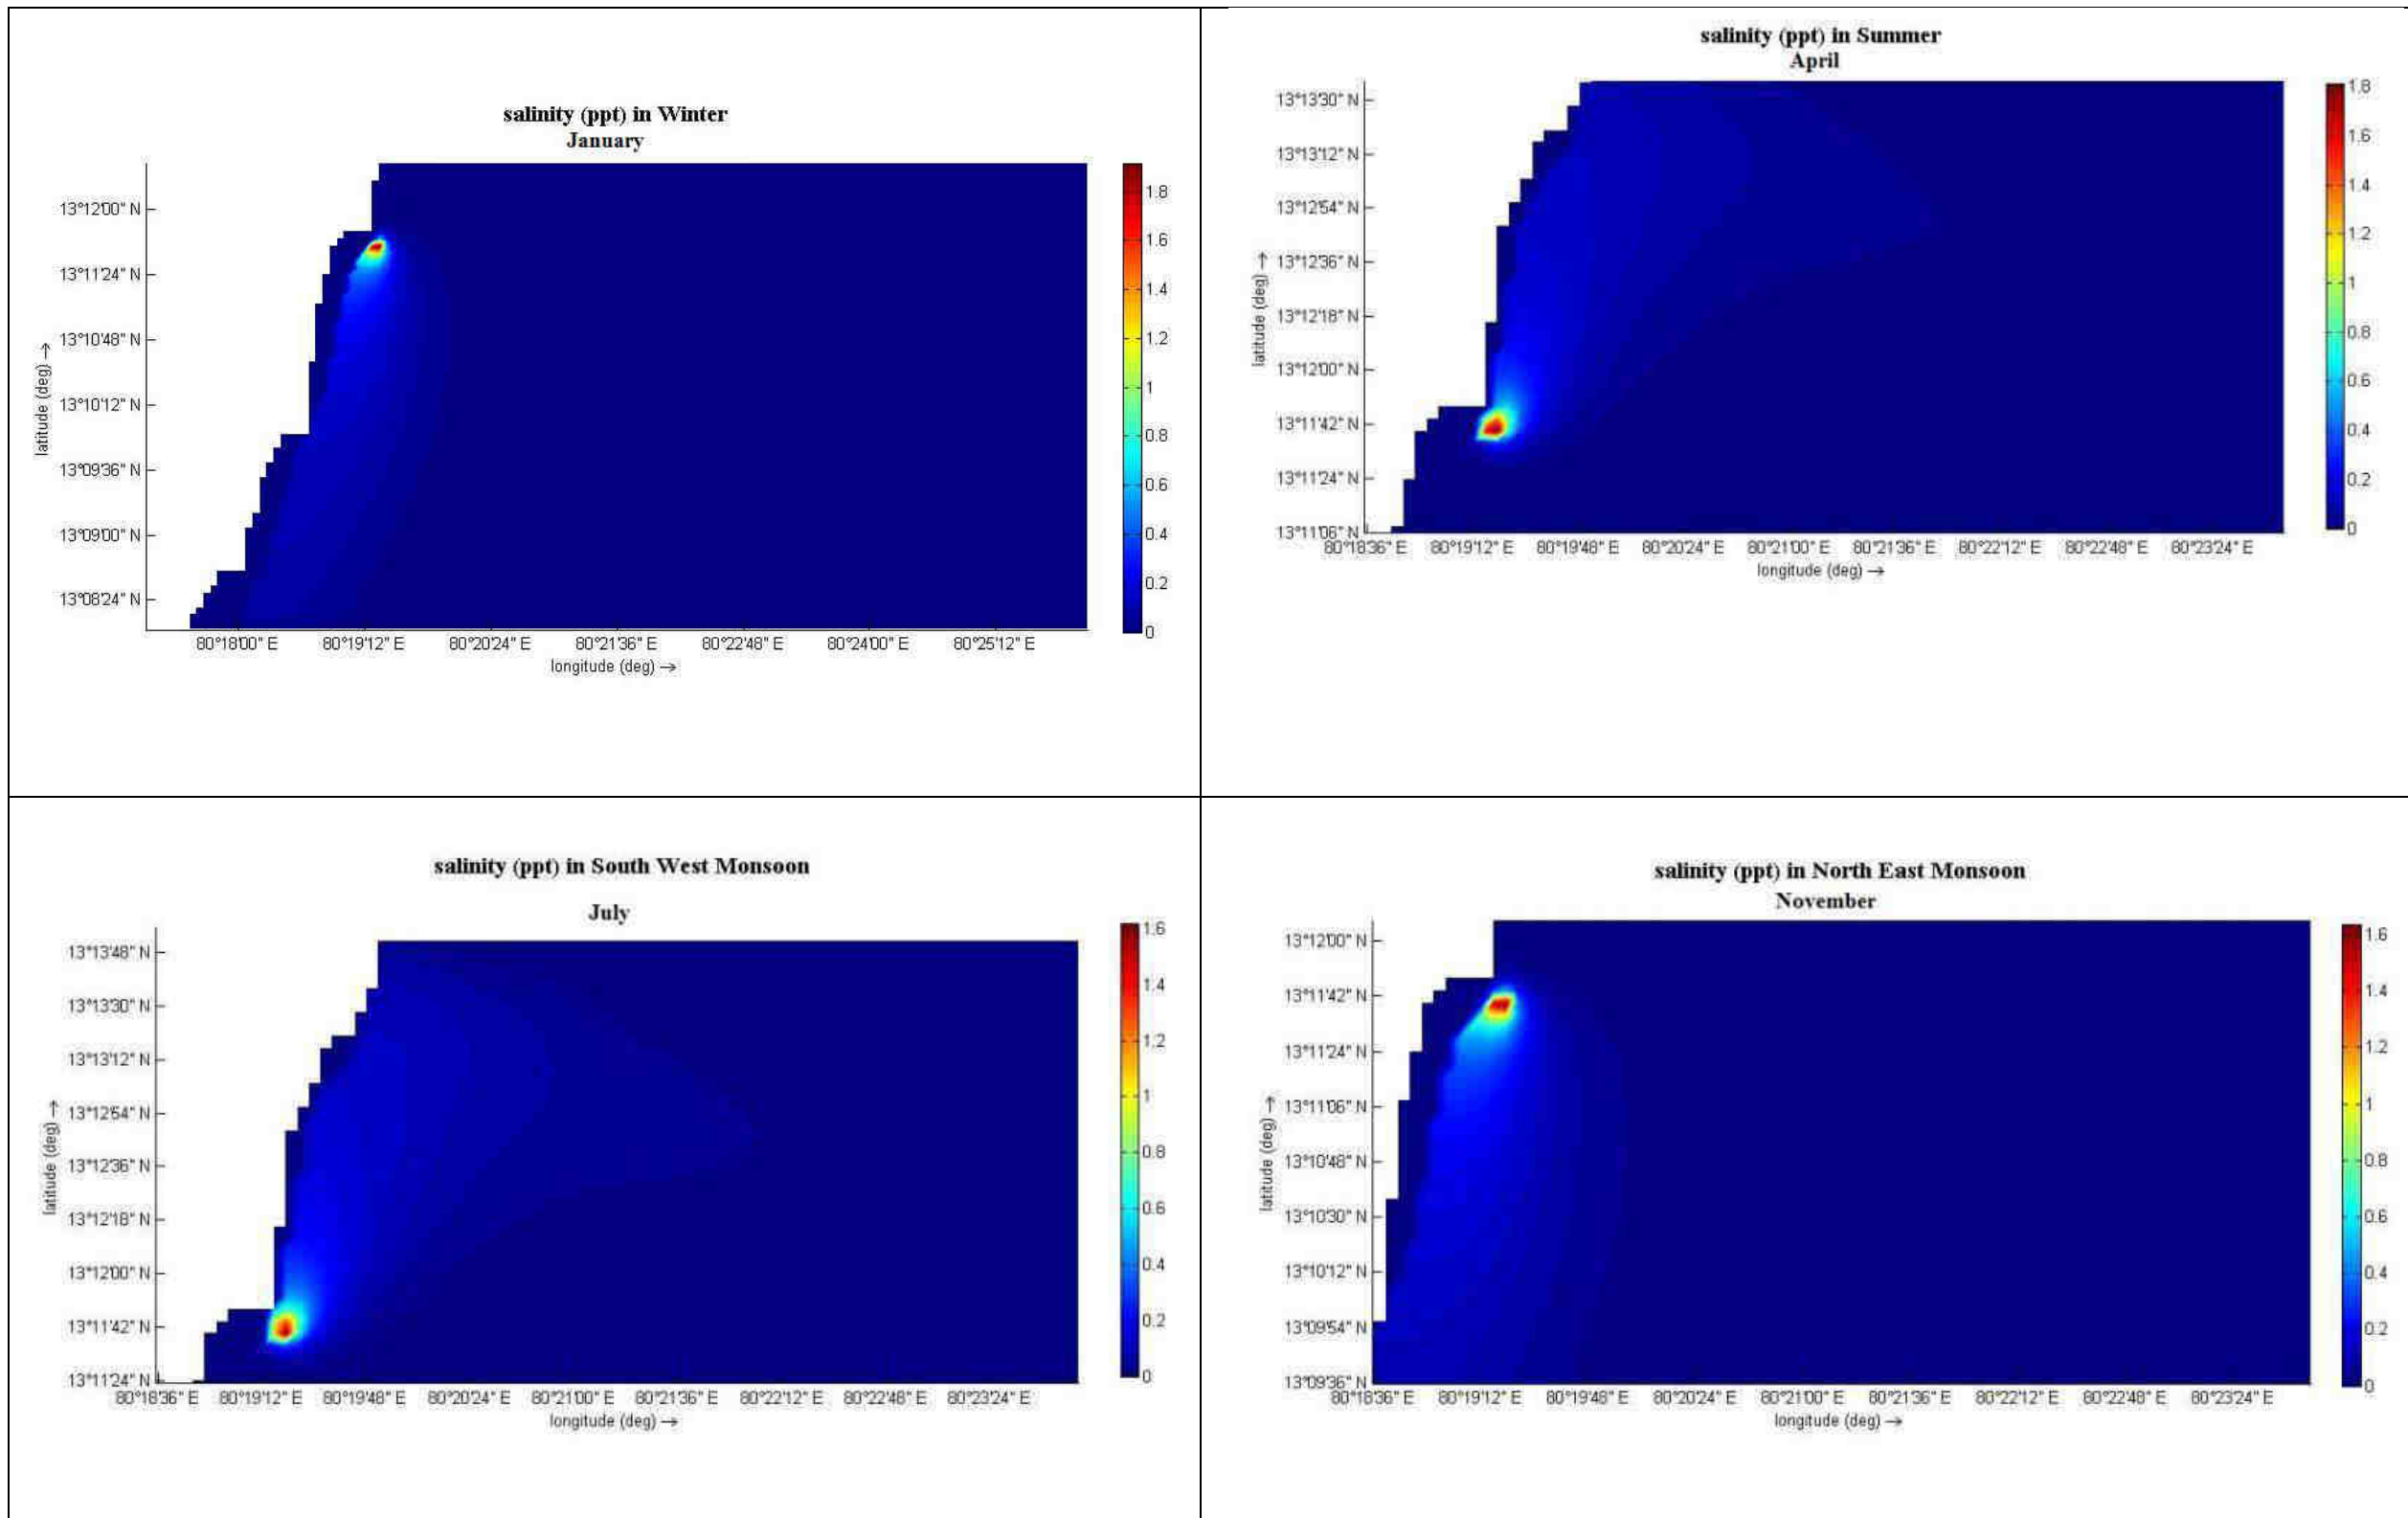 salinity (ppt) in Winter
January
latitude (deg) →
13°12'00" N
13°11'24" N
13°10'48" N
13°10'12" N
13°09'36" N
13°09'00" N
13°08'24" N
80°18'00" E 80°19'12" E 80°20'24" E 80°21'36" E 80°22'48" E 80°24'00" E 80°25'12" E
longitude (deg) →
1.8
1.6
1.4
1.2
1
0.8
0.6
0.4
0.2
0
salinity (ppt) in Summer
April
latitude (deg) →
13°13'30" N
13°13'12" N
13°12'54" N
13°12'36" N
13°12'18" N
13°12'00" N
13°11'42" N
13°11'24" N
13°11'06" N
80°18'36" E 80°19'12" E 80°19'48" E 80°20'24" E 80°21'00" E 80°21'36" E 80°22'12" E 80°22'48" E 80°23'24" E
longitude (deg) →
1.8
1.6
1.4
1.2
1
0.8
0.6
0.4
0.2
0
salinity (ppt) in South West Monsoon
July
latitude (deg) →
13°13'48" N
13°13'30" N
13°13'12" N
13°12'54" N
13°12'36" N
13°12'18" N
13°12'00" N
13°11'42" N
13°11'24" N
80°18'36" E 80°19'12" E 80°19'48" E 80°20'24" E 80°21'00" E 80°21'36" E 80°22'12" E 80°22'48" E 80°23'24" E
longitude (deg) →
1.6
1.4
1.2
1
0.8
0.6
0.4
0.2
0
salinity (ppt) in North East Monsoon
November
latitude (deg) →
13°12'00" N
13°11'42" N
13°11'24" N
13°11'06" N
13°10'48" N
13°10'30" N
13°10'12" N
13°09'54" N
13°09'36" N
80°18'36" E 80°19'12" E 80°19'48" E 80°20'24" E 80°21'00" E 80°21'36" E 80°22'12" E 80°22'48" E 80°23'24" E
longitude (deg) →
1.6
1.4
1.2
1
0.8
0.6
0.4
0.2
0